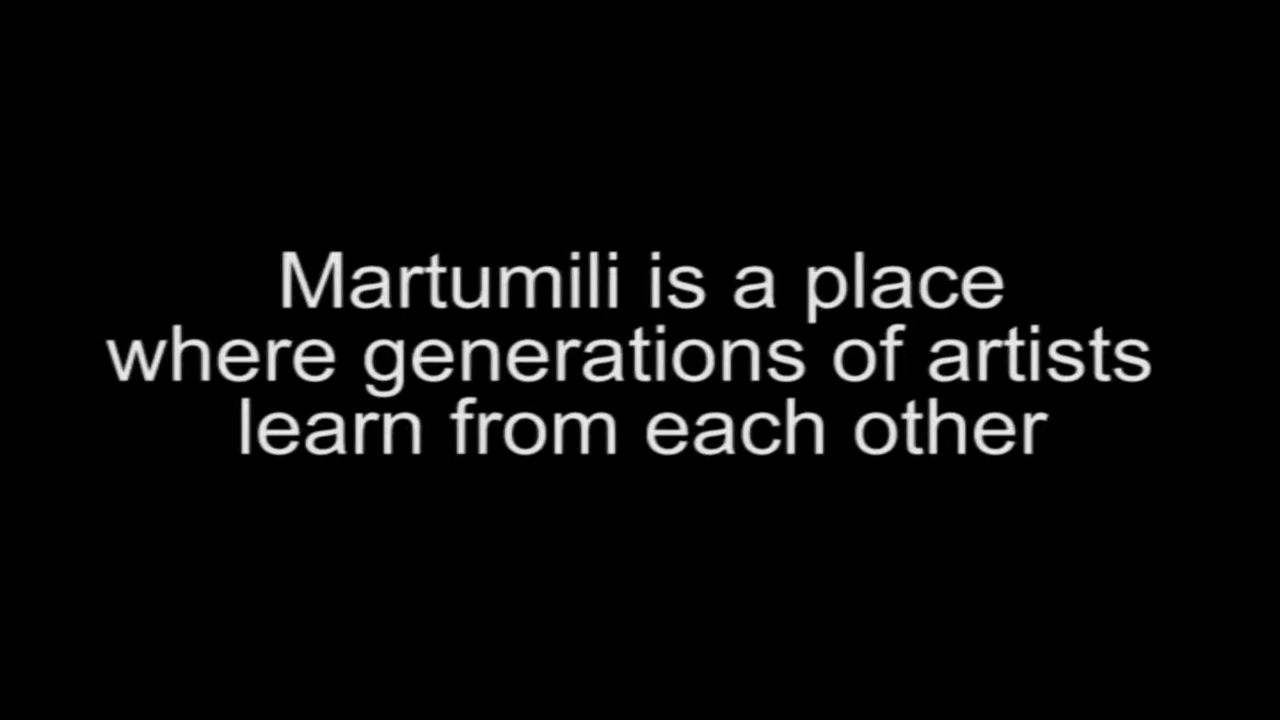 Martumili is a place
where generations of artists
learn from each other